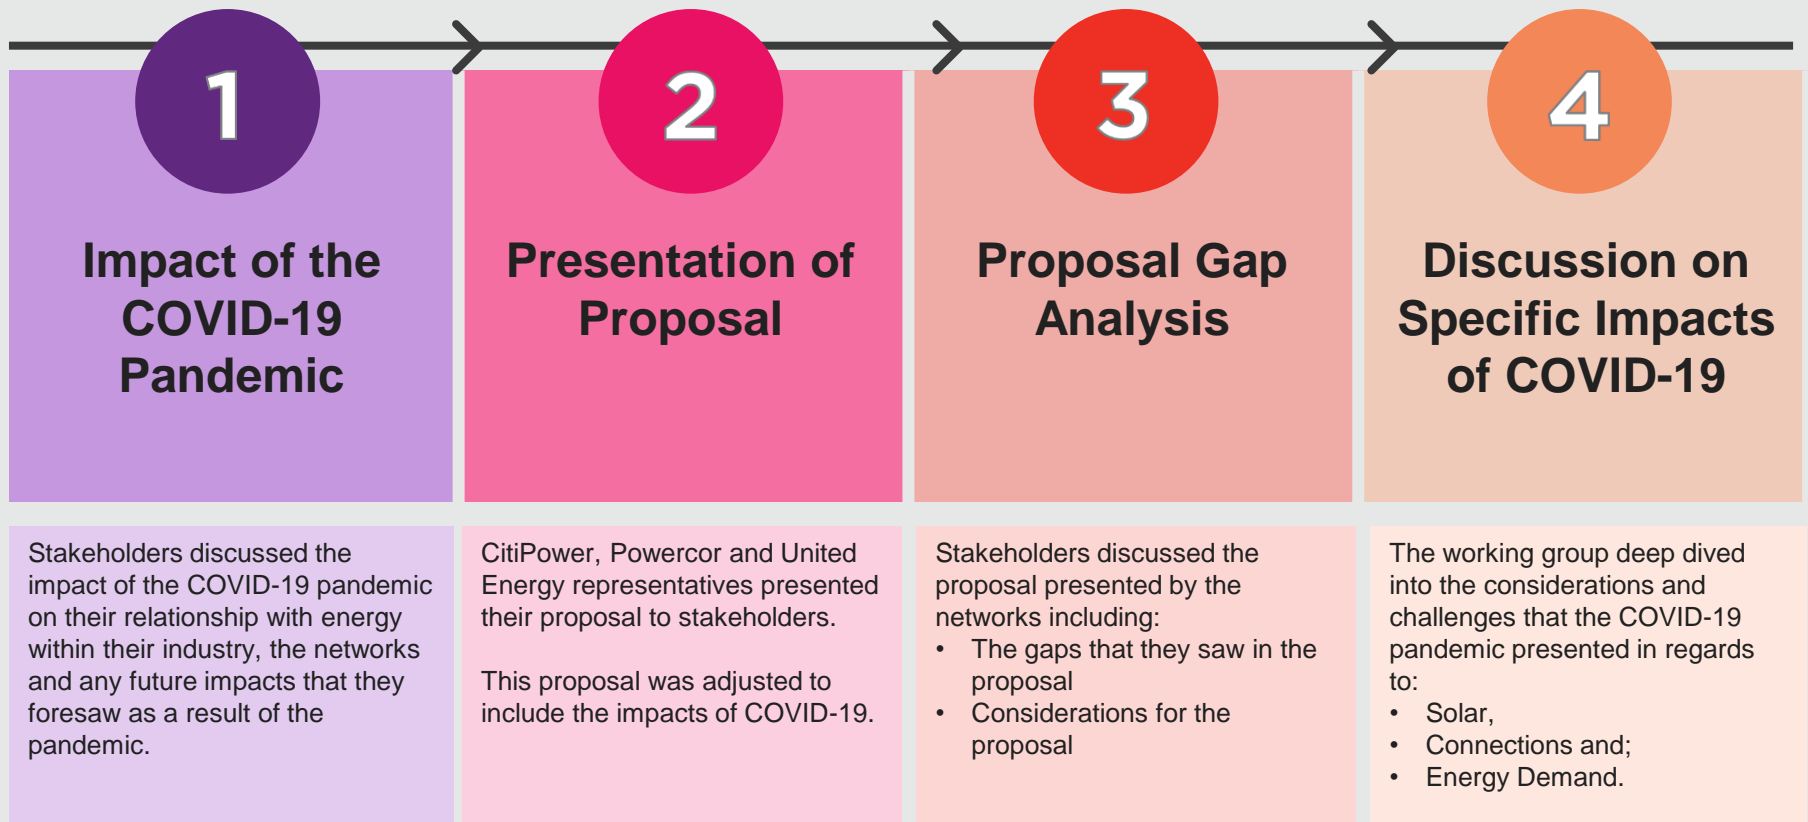 1
Impact of the
COVID-19
Pandemic
Stakeholders discussed the
impact of the COVID-19 pandemic
on their relationship with energy
within their industry, the networks
and any future impacts that they
foresaw as a result of the
pandemic.
2
Presentation of
Proposal
CitiPower, Powercor and United
Energy representatives presented
their proposal to stakeholders.
This proposal was adjusted to
include the impacts of COVID-19.
3
Proposal Gap
Analysis
Stakeholders discussed the
proposal presented by the
networks including:
• The gaps that they saw in the
proposal
• Considerations for the
proposal
4
Discussion on
Specific Impacts
of COVID-19
The working group deep dived
into the considerations and
challenges that the COVID-19
pandemic presented in regards
to:
• Solar,
• Connections and;
• Energy Demand.